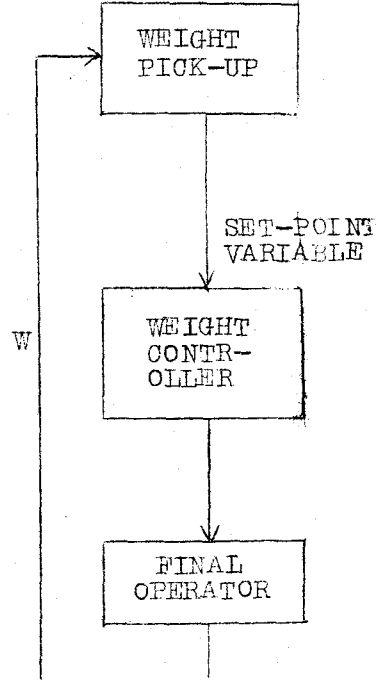 WEIGHT
PICK-UP
SET-POINT
VARIABLE
W
WEIGHT
CONTR-
OLLER
FINAL
OPERATOR